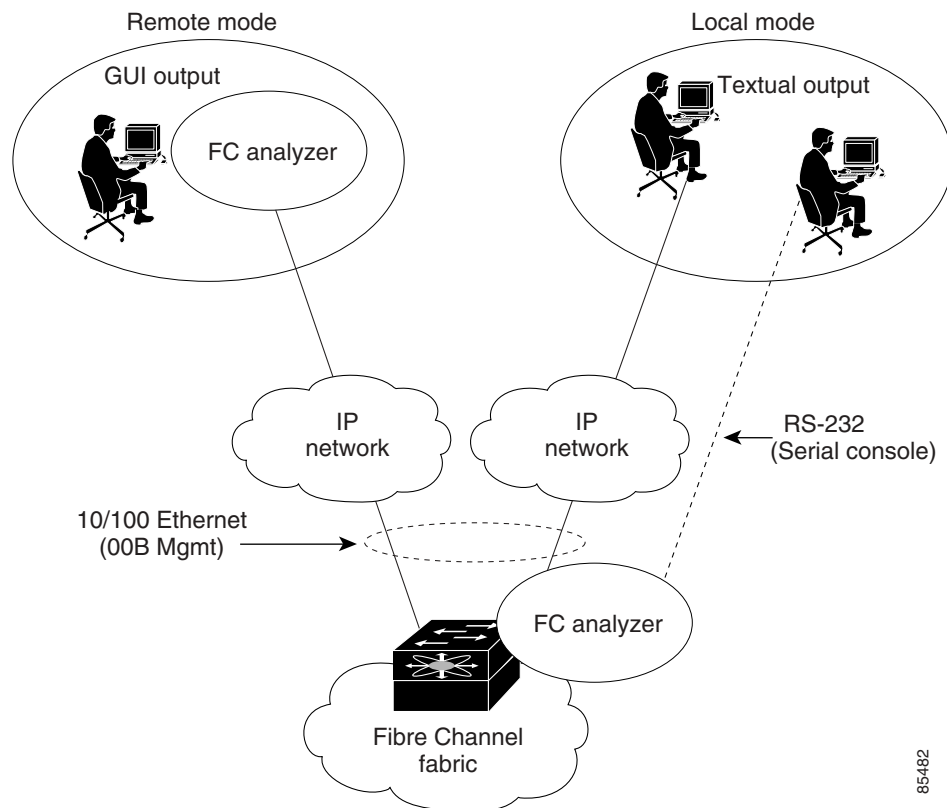 Remote mode
Local mode
GUI output
Textual output
FC analyzer
IP
network
IP
network
RS-232
(Serial console)
10/100 Ethernet
(00B Mgmt)
FC analyzer
Fibre Channel
fabric
85482